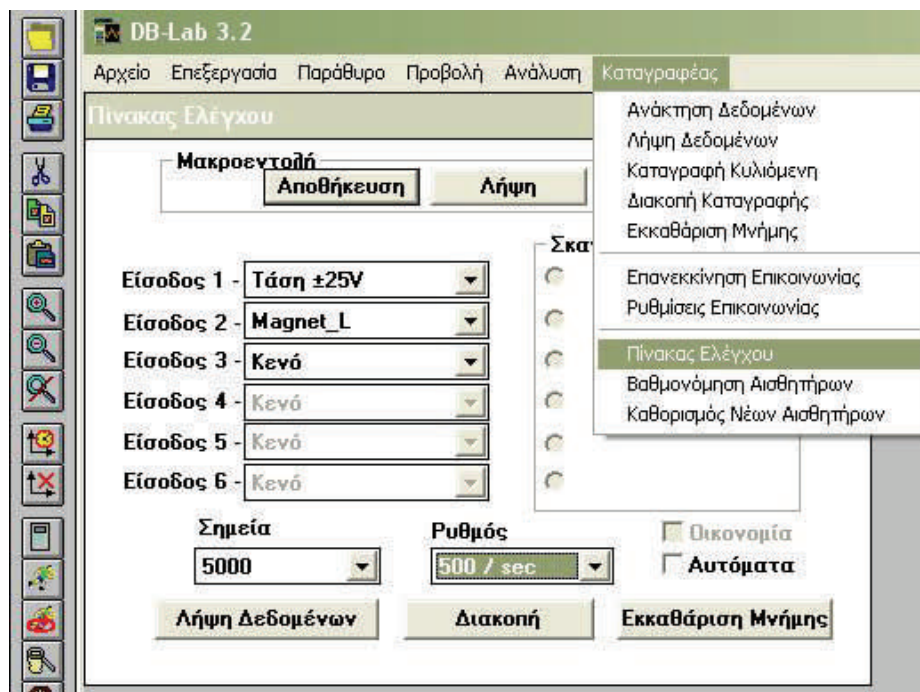 DB-Lab 3.2
Αρχείο Επεξεργασία Παράθυρο Προβολή Ανάλυση Καταγραφέας
Πίνακας Ελέγχου
Μακροεντολή
Αποθήκευση Λήψη
Είσοδος 1 - Τάση ±25V
Είσοδος 2 - Magnet_L
Είσοδος 3 - Κενό
Είσοδος 4 - Κενό
Είσοδος 5 - Κενό
Είσοδος 6 - Κενό
Σκα
Ανάκτηση Δεδομένων
Λήψη Δεδομένων
Καταγραφή Κυλιόμενη
Διακοπή Καταγραφής
Εκκαθάριση Μνήμης
Επανεκκίνηση Επικοινωνίας
Ρυθμίσεις Επικοινωνίας
Πίνακας Ελέγχου
Βαθμονόμηση Αισθητήρων
Καθορισμός Νέων Αισθητήρων
Σημεία Ρυθμός Οικονομία
5000 500 / sec Αυτόματα
Λήψη Δεδομένων Διακοπή Εκκαθάριση Μνήμης